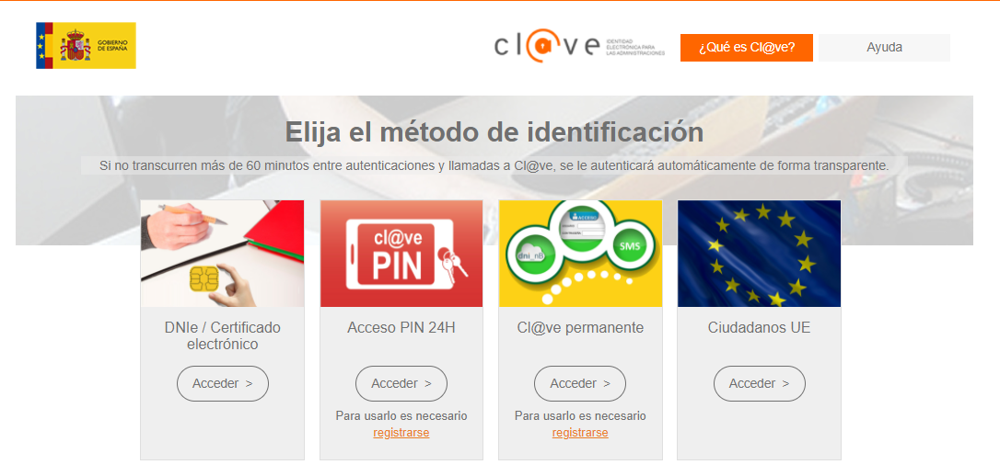 GOBIERNO
DE ESPAÑA
cl@ve
IDENTIDAD
ELECTRÓNICA PARA
LAS ADMINISTRACIONES
¿Qué es Cl@ve?
Ayuda
Elija el método de identificación
Si no transcurren más de 60 minutos entre autenticaciones y llamadas a Cl@ve, se le autenticará automáticamente de forma transparente.
cl@ve
PIN
ACCESO
dni_nB
SMS
DNIe / Certificado
electrónico
Acceso PIN 24H
Cl@ve permanente
Ciudadanos UE
Acceder >
Acceder >
Acceder >
Acceder >
Para usarlo es necesario
registrarse
Para usarlo es necesario
registrarse